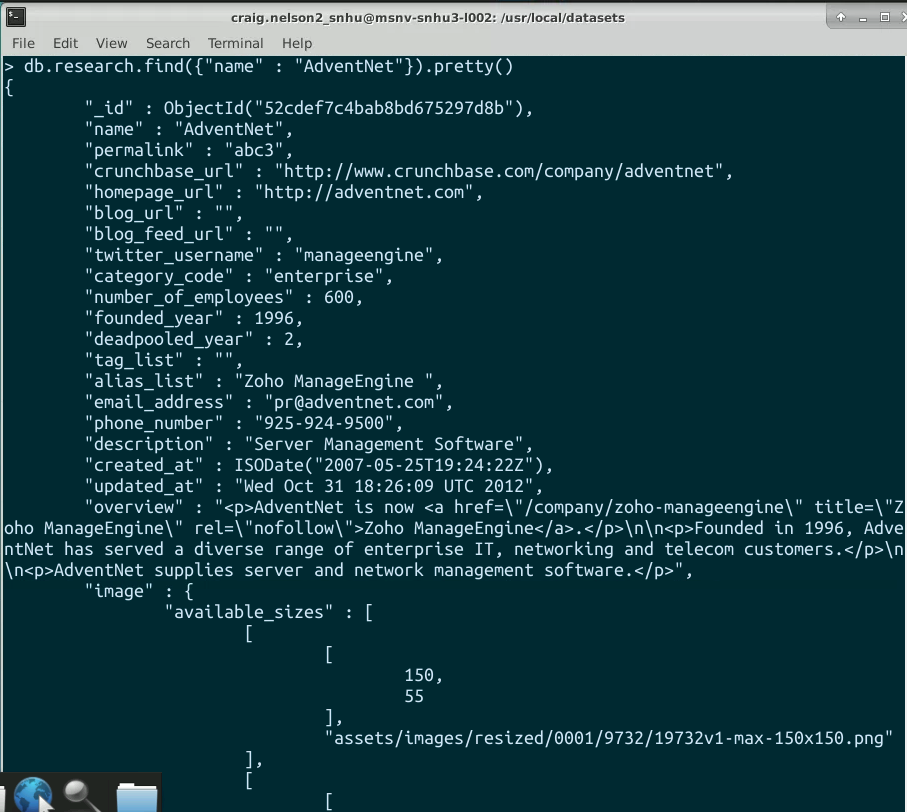 craig.nelson2_snhu@msnv-snhu3-l002: /usr/local/datasets
File Edit View Search Terminal Help
> db.research.find({"name" : "AdventNet"}).pretty()
{
"_id" : ObjectId("52cdef7c4bab8bd675297d8b"),
"name" : "AdventNet",
"permalink" : "abc3",
"crunchbase_url" : "http://www.crunchbase.com/company/adventnet",
"homepage_url" : "http://adventnet.com",
"blog_url" : "",
"blog_feed_url" : "",
"twitter_username" : "manageengine",
"category_code" : "enterprise",
"number_of_employees" : 600,
"founded_year" : 1996,
"deadpooled_year" : 2,
"tag_list" : "",
"alias_list" : "Zoho ManageEngine ",
"email_address" : "pr@adventnet.com",
"phone_number" : "925-924-9500",
"description" : "Server Management Software",
"created_at" : ISODate("2007-05-25T19:24:22Z"),
"updated_at" : "Wed Oct 31 18:26:09 UTC 2012",
"overview" : "<p>AdventNet is now <a href=\"/company/zoho-manageengine\" title=\"Z
oho ManageEngine\" rel=\"nofollow\">Zoho ManageEngine</a>.</p>\n\n<p>Founded in 1996, Adve
ntNet has served a diverse range of enterprise IT, networking and telecom customers.</p>\n
\n<p>AdventNet supplies server and network management software.</p>",
"image" : {
"available_sizes" : [
[
[
150,
55
],
"assets/images/resized/0001/9732/19732v1-max-150x150.png"
],
[
[